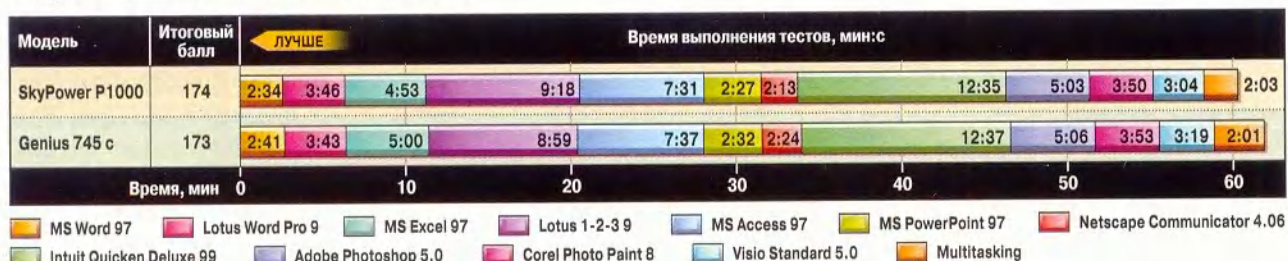 Модель Итоговый балл ЛУЧШЕ Время выполнения тестов, мин:с
SkyPower P1000 174 2:34 3:46 4:53 9:18 7:31 2:27 2:13 12:35 5:03 3:50 3:04 2:03
Genius 745 c 173 2:41 3:43 5:00 8:59 7:37 2:32 2:24 12:37 5:06 3:53 3:19 2:01
Время, мин 0 10 20 30 40 50 60
MS Word 97 Lotus Word Pro 9 MS Excel 97 Lotus 1-2-3 9 MS Access 97 MS PowerPoint 97 Netscape Communicator 4.06
Intuit Quicken Deluxe 99 Adobe Photoshop 5.0 Corel Photo Paint 8 Visio Standard 5.0 Multitasking